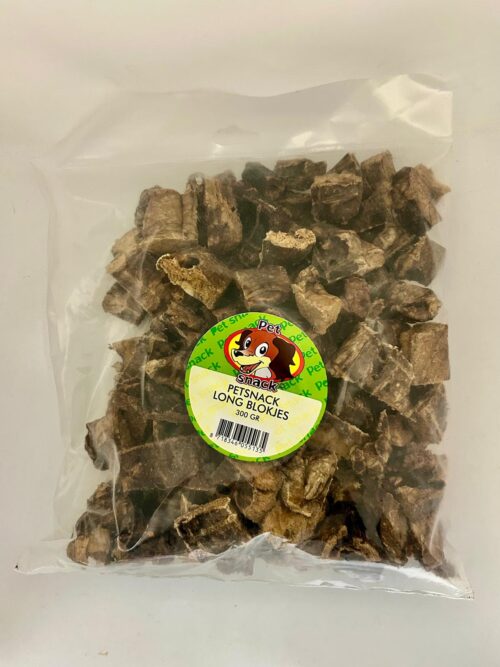 Pet
Snack
PETSNACK
LONG BLOKJES
300 GR